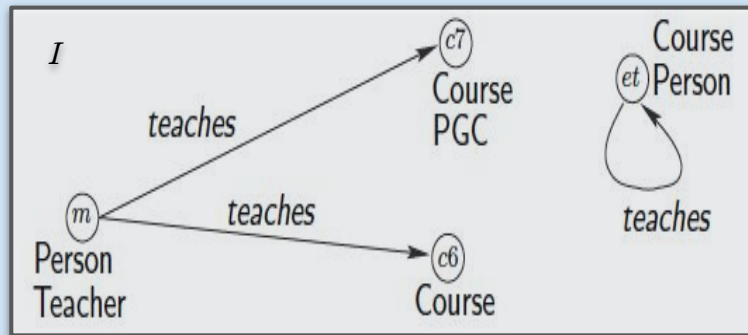 I
c7
Course
PGC
teaches
m
Person
Teacher
teaches
c6
Course
Course
et
Person
teaches